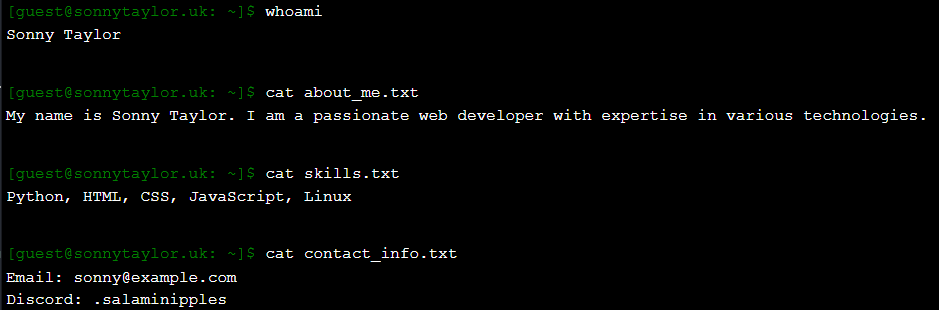 [guest@sonnytaylor.uk: ~]$ whoami
Sonny Taylor
[guest@sonnytaylor.uk: ~]$ cat about_me.txt
My name is Sonny Taylor. I am a passionate web developer with expertise in various technologies.
[guest@sonnytaylor.uk: ~]$ cat skills.txt
Python, HTML, CSS, JavaScript, Linux
[guest@sonnytaylor.uk: ~]$ cat contact_info.txt
Email: sonny@example.com
Discord: .salaminipples